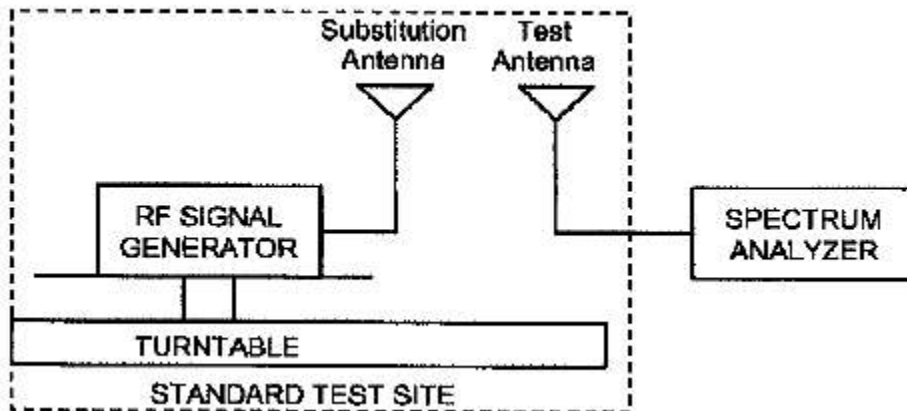 Substitution
Antenna
Test
Antenna
RF SIGNAL
GENERATOR
SPECTRUM
ANALYZER
TURNTABLE
STANDARD TEST SITE